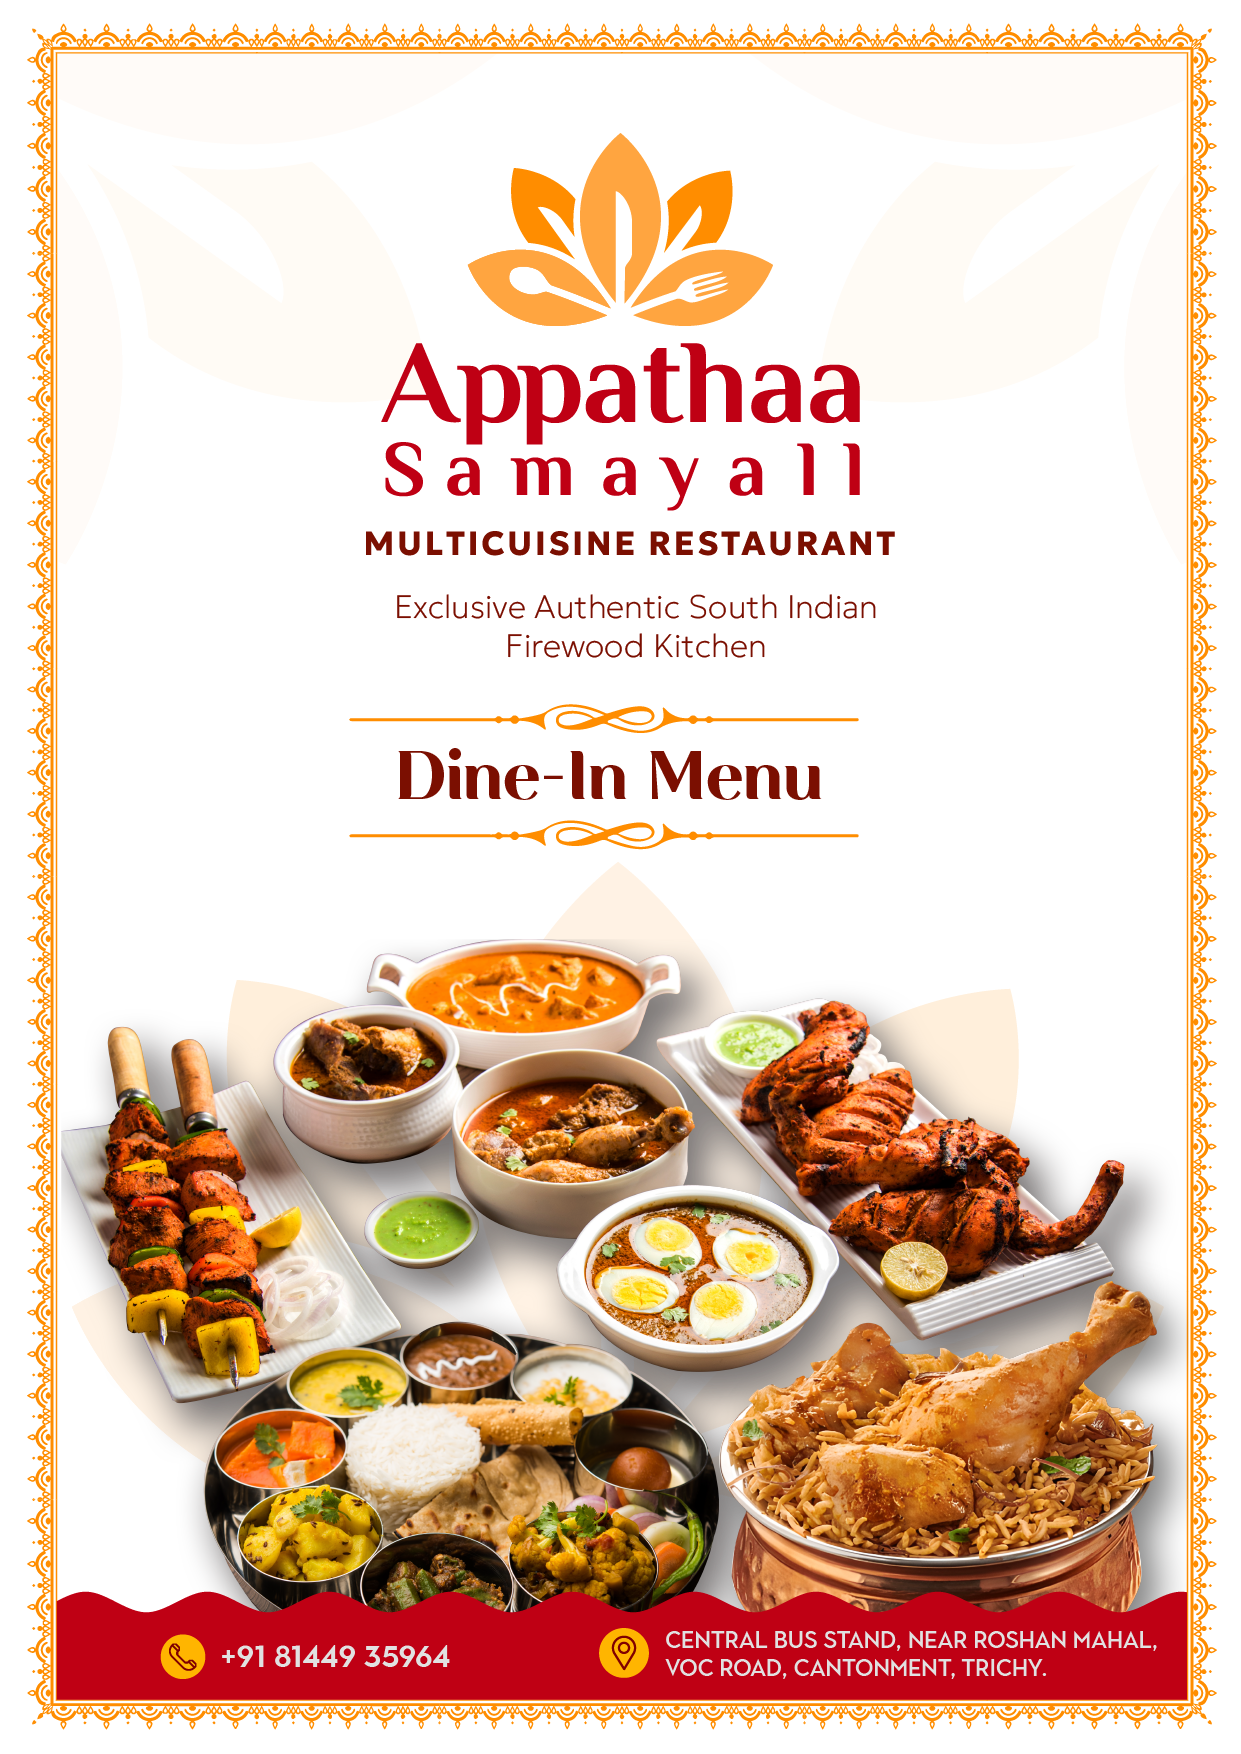 Appathaa
Samayall
MULTICUISINE RESTAURANT
Exclusive Authentic South Indian
Firewood Kitchen
Dine-In Menu
+91 81449 35964
CENTRAL BUS STAND, NEAR ROSHAN MAHAL,
VOC ROAD, CANTONMENT, TRICHY.